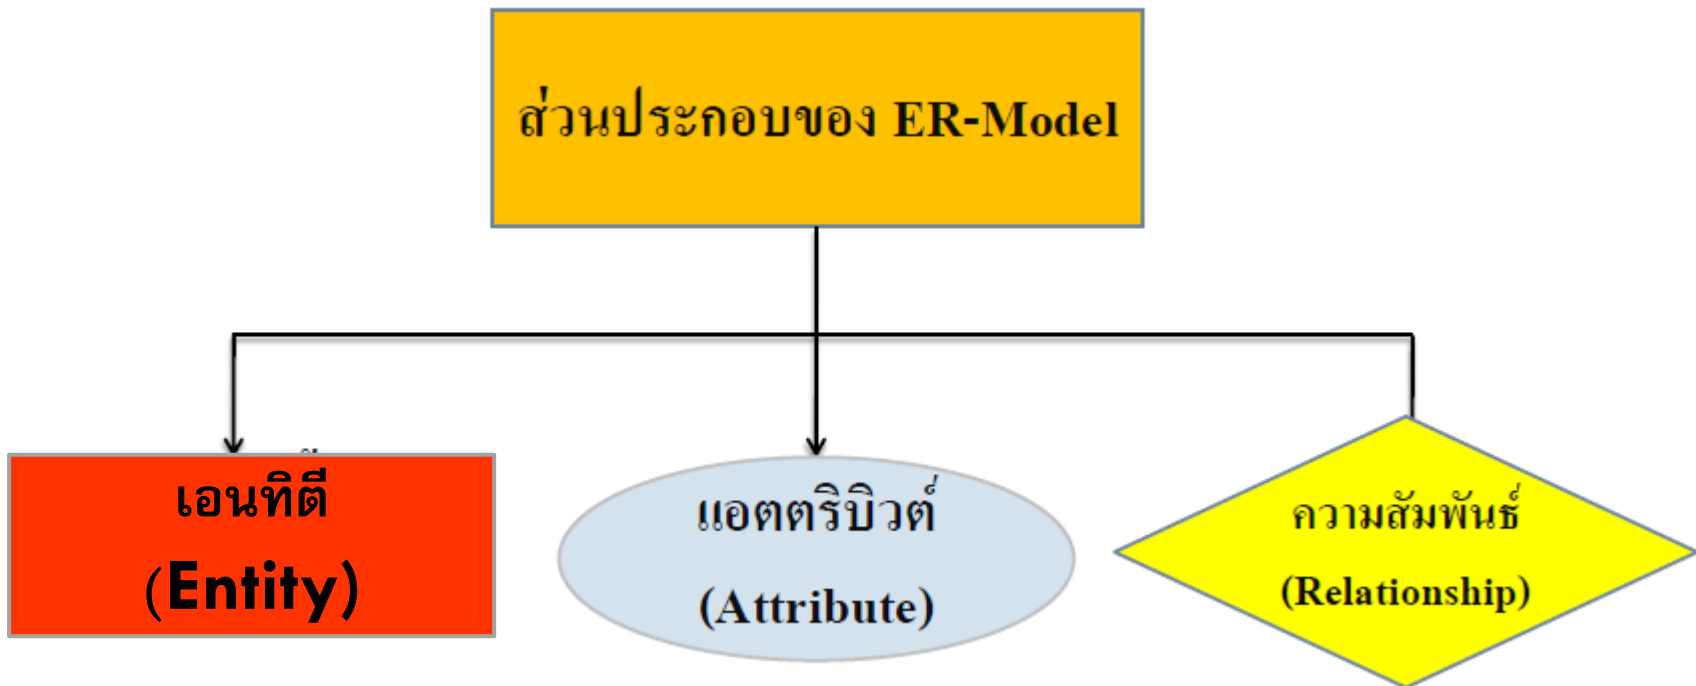 ส่วนประกอบของ ER-Model
เอนทิตี
(Entity)
แอตตริบิวต์
(Attribute)
ความสัมพันธ์
(Relationship)